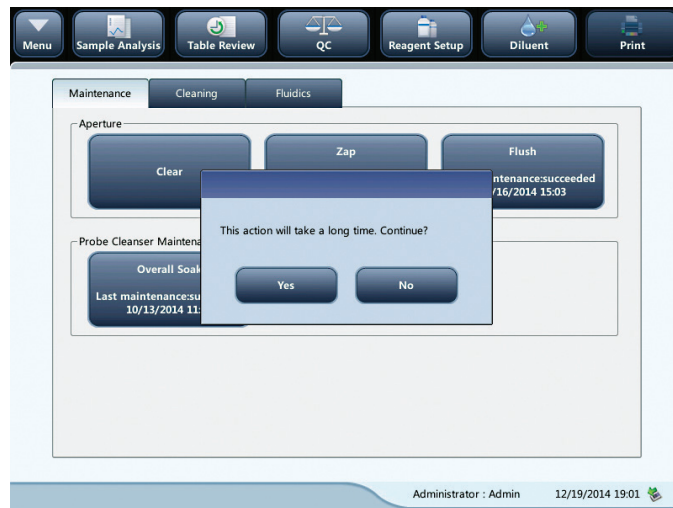 Menu
Sample Analysis
Table Review
QC
Reagent Setup
Diluent
Print
Maintenance
Cleaning
Fluidics
Aperture
Clear
Zap
Flush
ntenance:succeeded
/16/2014 15:03
This action will take a long time. Continue?
Yes
No
Probe Cleanser Maintena
Overall Soak
Last maintenance:su
10/13/2014 11:
Administrator : Admin
12/19/2014 19:01